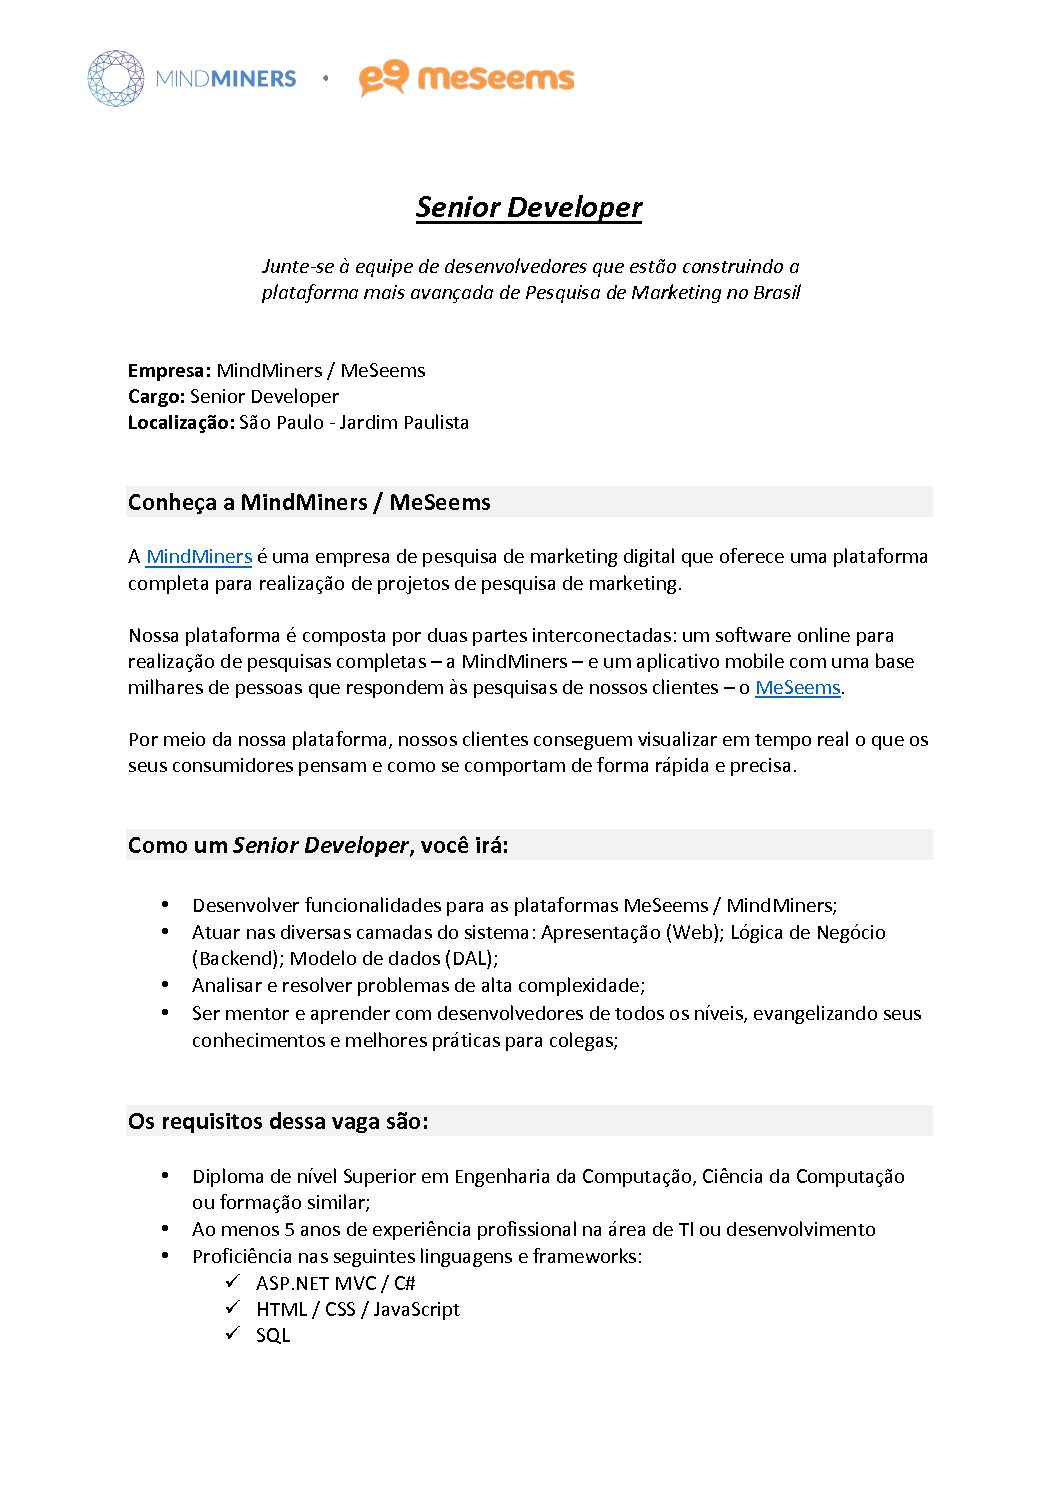 MINDMINERS • meSeems
Senior Developer
Junte-se à equipe de desenvolvedores que estão construindo a
plataforma mais avançada de Pesquisa de Marketing no Brasil
Empresa: MindMiners / MeSeems
Cargo: Senior Developer
Localização: São Paulo - Jardim Paulista
Conheça a MindMiners / MeSeems
A MindMiners é uma empresa de pesquisa de marketing digital que oferece uma plataforma
completa para realização de projetos de pesquisa de marketing.
Nossa plataforma é composta por duas partes interconectadas: um software online para
realização de pesquisas completas – a MindMiners – e um aplicativo mobile com uma base
milhares de pessoas que respondem às pesquisas de nossos clientes – o MeSeems.
Por meio da nossa plataforma, nossos clientes conseguem visualizar em tempo real o que os
seus consumidores pensam e como se comportam de forma rápida e precisa.
Como um Senior Developer, você irá:
• Desenvolver funcionalidades para as plataformas MeSeems / MindMiners;
• Atuar nas diversas camadas do sistema: Apresentação (Web); Lógica de Negócio
(Backend); Modelo de dados (DAL);
• Analisar e resolver problemas de alta complexidade;
• Ser mentor e aprender com desenvolvedores de todos os níveis, evangelizando seus
conhecimentos e melhores práticas para colegas;
Os requisitos dessa vaga são:
• Diploma de nível Superior em Engenharia da Computação, Ciência da Computação
ou formação similar;
• Ao menos 5 anos de experiência profissional na área de TI ou desenvolvimento
• Proficiência nas seguintes linguagens e frameworks:
✓ ASP.NET MVC / C#
✓ HTML / CSS / JavaScript
✓ SQL